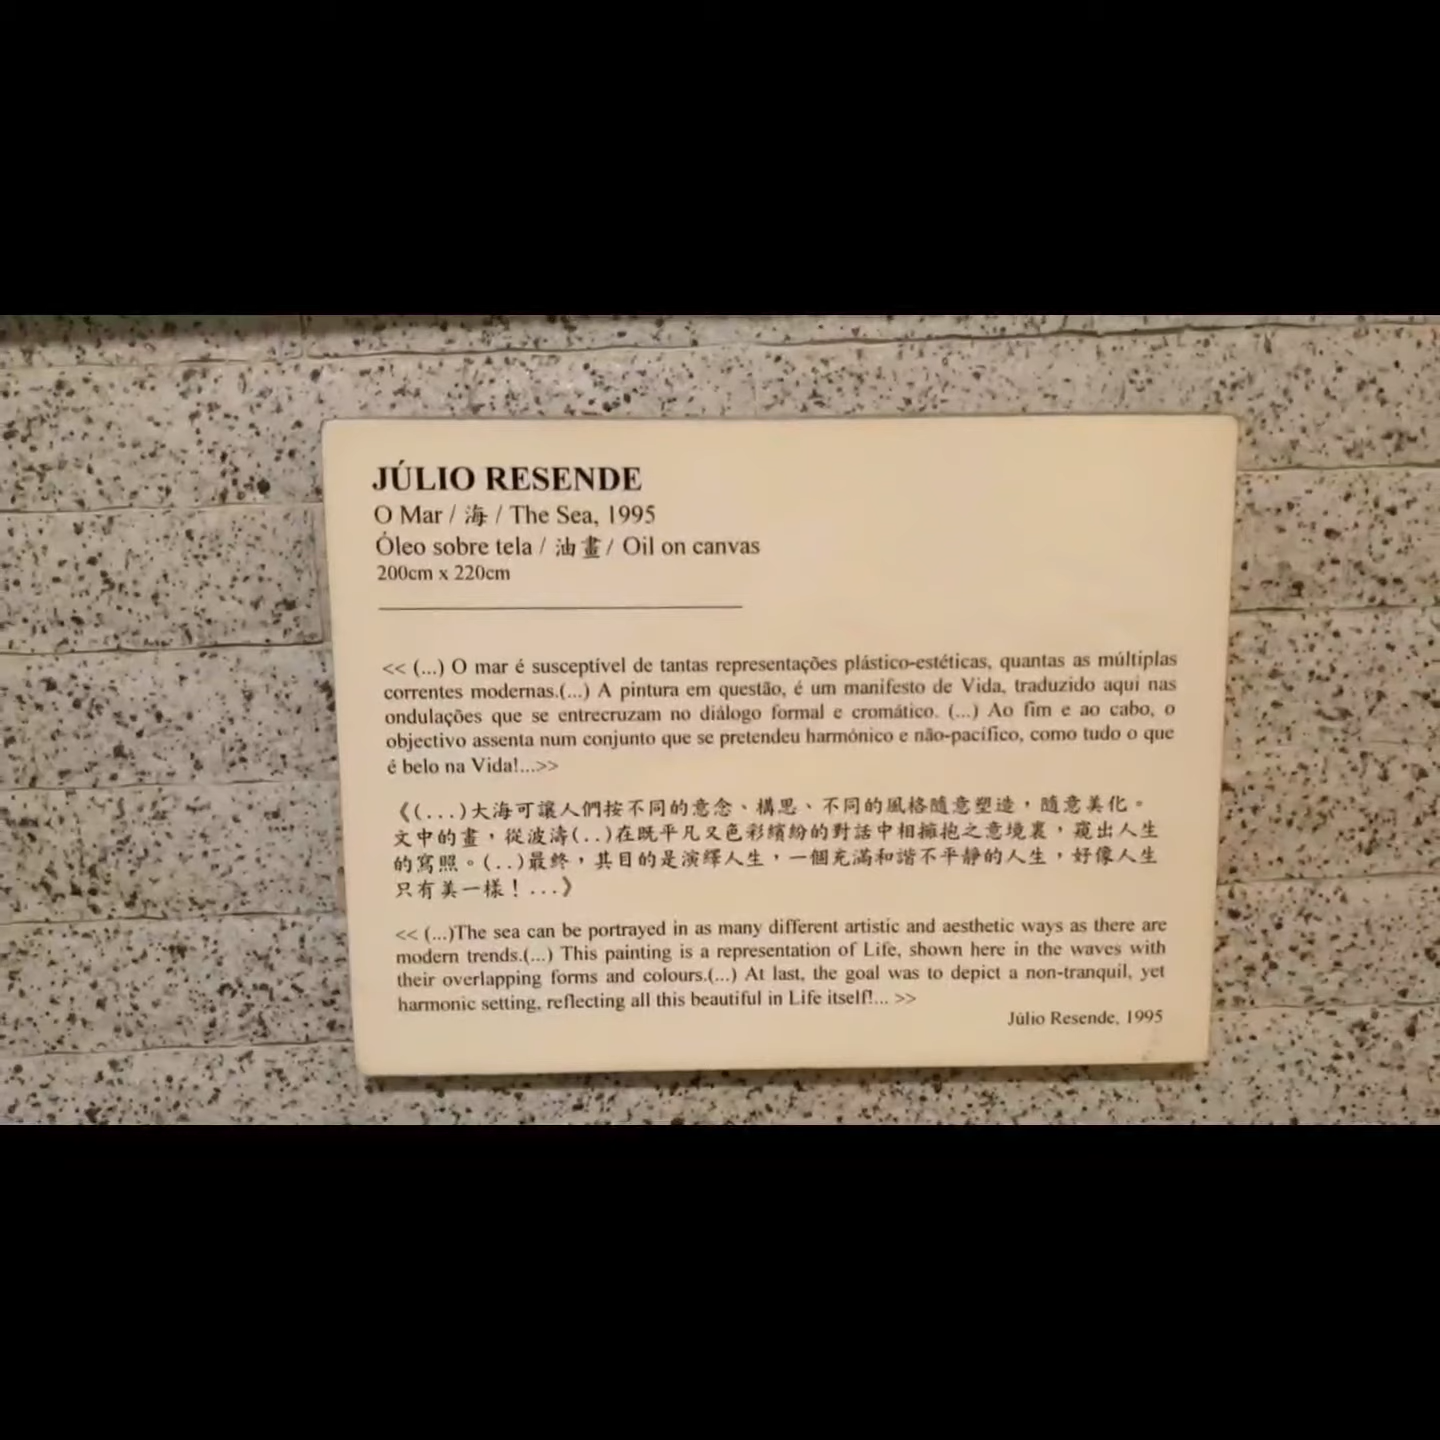 JÚLIO RESENDE
O Mar / 海 / The Sea, 1995
Óleo sobre tela / 油畫 / Oil on canvas
200cm x 220cm
<< (...) O mar é susceptível de tantas representações plástico-estéticas, quantas as múltiplas
correntes modernas.(...) A pintura em questão, é um manifesto de Vida, traduzido aqui nas
ondulações que se entrecruzam no diálogo formal e cromático. (...) Ao fim e ao cabo, o
objectivo assenta num conjunto que se pretendeu harmónico e não-pacífico, como tudo o que
é belo na Vida!...>>
《(...)大海可讓人們按不同的意念、構思、不同的風格隨意塑造，隨意美化。
文中的畫，從波濤(..)在既平凡又色彩繽紛的對話中相擁抱之意境裏，窺出人生
的寫照。(..)最終，其目的是演繹人生，一個充滿和諧不平靜的人生，好像人生
只有美一樣！...》
<< (...)The sea can be portrayed in as many different artistic and aesthetic ways as there are
modern trends.(...) This painting is a representation of Life, shown here in the waves with
their overlapping forms and colours.(...) At last, the goal was to depict a non-tranquil, yet
harmonic setting, reflecting all this beautiful in Life itself!... >>
Júlio Resende, 1995